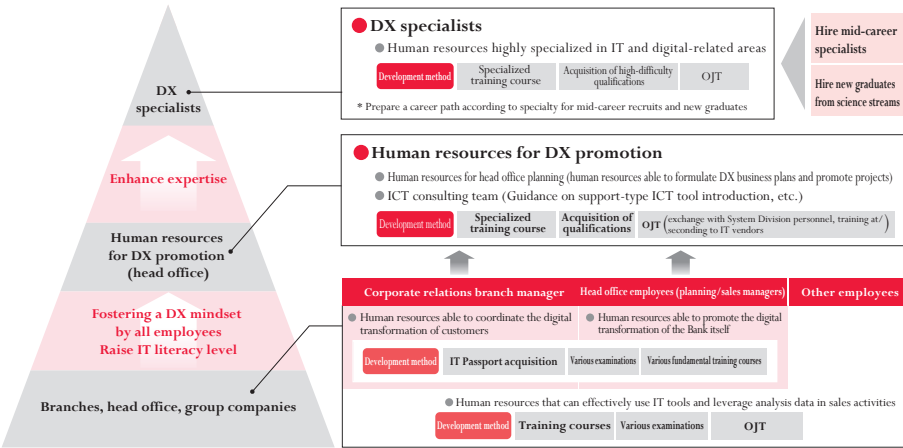 DX
specialists
Enhance expertise
Human resources
for DX promotion
(head office)
Fostering a DX mindset
by all employees
Raise IT literacy level
Branches, head office, group companies
DX specialists
Human resources highly specialized in IT and digital-related areas
Development method
Specialized
training course
Acquisition of high-difficulty
qualifications
OJT
* Prepare a career path according to specialty for mid-career recruits and new graduates
Hire mid-career
specialists
Hire new graduates
from science streams
Human resources for DX promotion
Human resources for head office planning (human resources able to formulate DX business plans and promote projects)
ICT consulting team (Guidance on support-type ICT tool introduction, etc.)
Development method
Specialized
training course
Acquisition of
qualifications
OJT (exchange with System Division personnel, training at/
seconding to IT vendors)
Corporate relations branch manager
Head office employees (planning/sales managers)
Other employees
Human resources able to coordinate the digital
transformation of customers
Human resources able to promote the digital
transformation of the Bank itself
Development method
IT Passport acquisition
Various examinations
Various fundamental training courses
Human resources that can effectively use IT tools and leverage analysis data in sales activities
Development method
Training courses
Various examinations
OJT